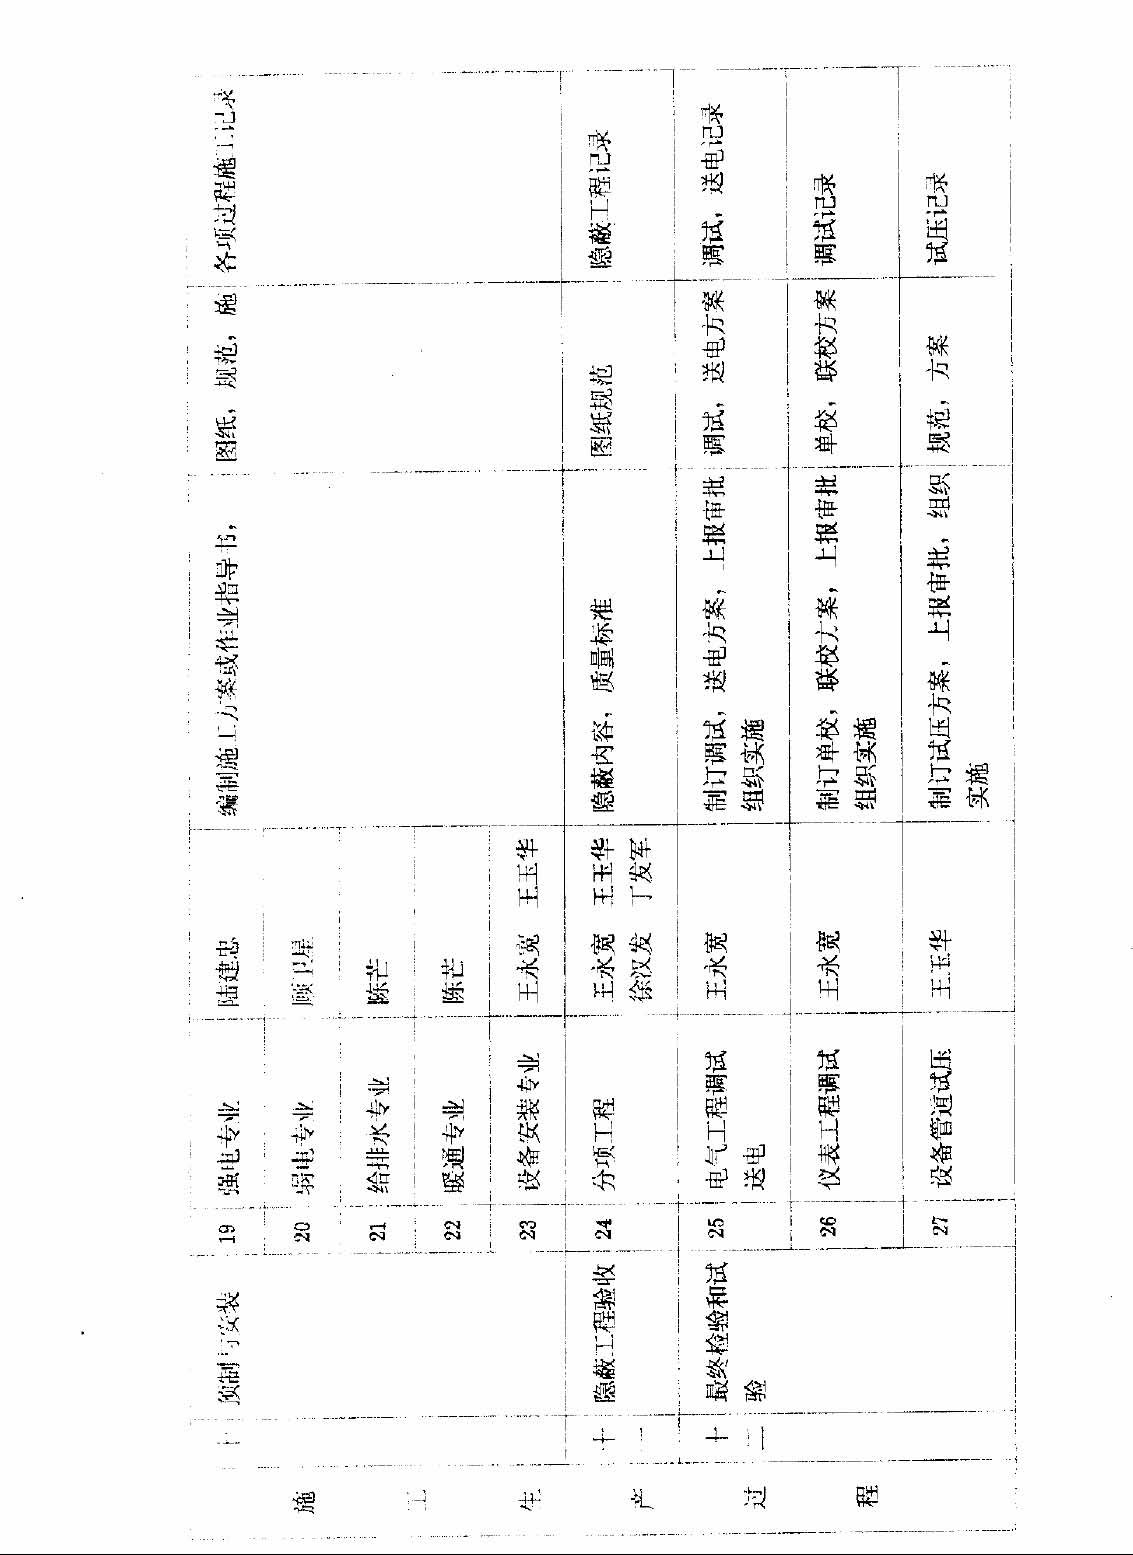 施工生产过程
十
预制与安装
19
强电专业
陆建忠
编制施工方案或作业指导书,
图纸, 规范, 施
各项过程施工记录
20
弱电专业
顾卫星
21
给排水专业
陈芒
22
暖通专业
陈芒
23
设备安装专业
王永宽 王玉华
十一
隐蔽工程验收
24
分项工程
王永宽 王玉华
徐汉发 丁发军
隐蔽内容, 质量标准
图纸规范
隐蔽工程记录
十二
最终检验和试
验
25
电气工程调试
送电
王永宽
制订调试, 送电方案, 上报审批
组织实施
调试, 送电方案
调试, 送电记录
26
仪表工程调试
王永宽
制订单校, 联校方案, 上报审批
组织实施
单校, 联校方案
调试记录
27
设备管道试压
王玉华
制订试压方案, 上报审批, 组织
实施
规范, 方案
试压记录